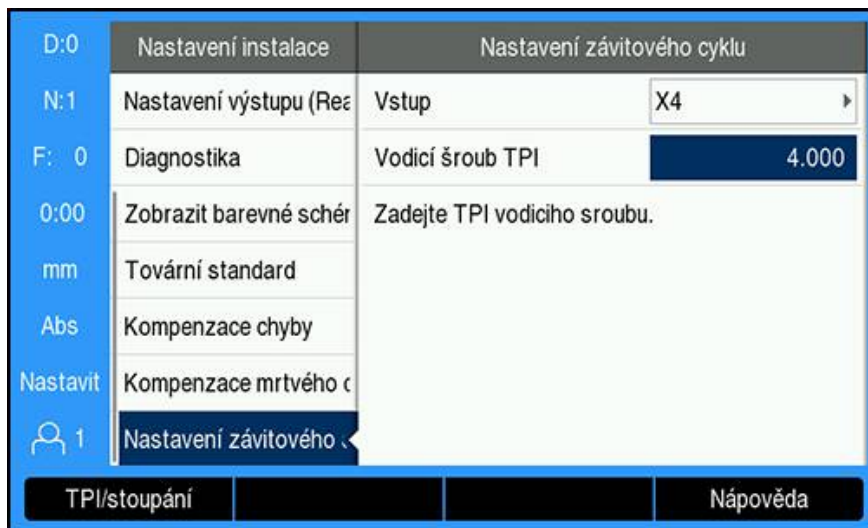 D:0
Nastavení instalace
Nastavení závitového cyklu
N:1
Nastavení výstupu (Rea
Vstup
X4
F: 0
Diagnostika
Vodicí šroub TPI
4.000
0:00
Zobrazit barevné schér
Zadejte TPI vodiciho sroubu.
mm
Tovární standard
Abs
Kompenzace chyby
Nastavit
Kompenzace mrtvého c
1
Nastavení závitového
TPI/stoupání
Nápověda